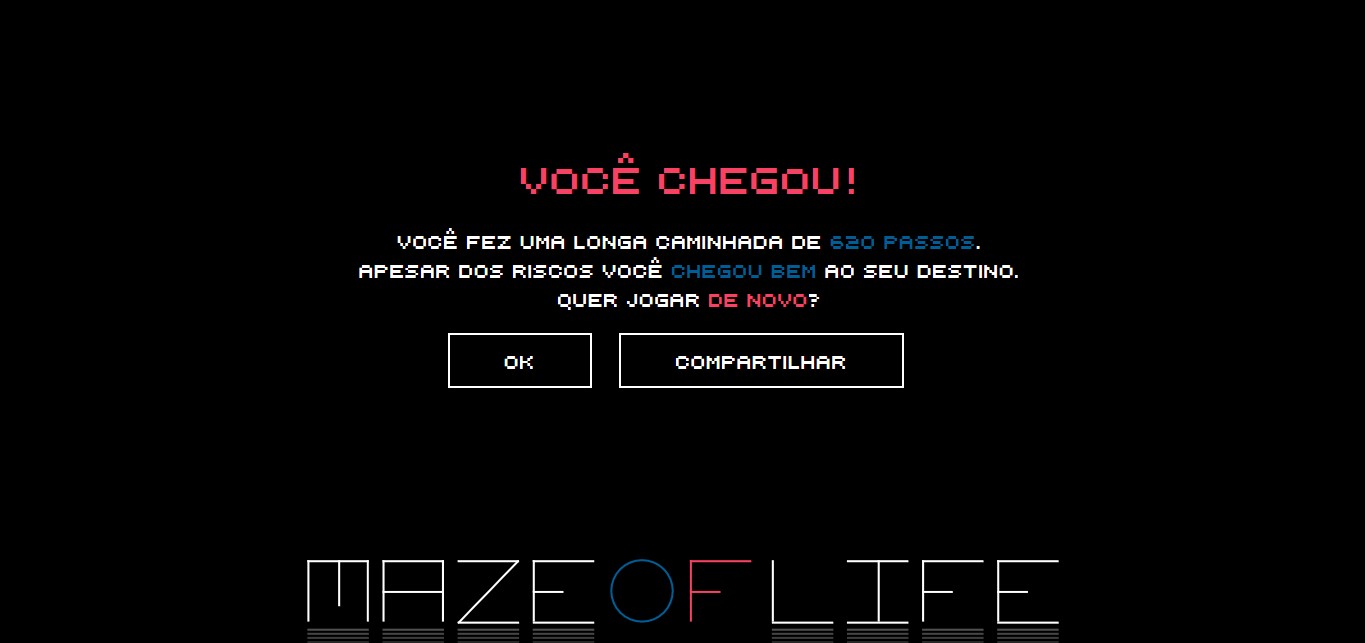 VOCÊ CHEGOU!
VOCÊ FEZ UMA LONGA CAMINHADA DE 620 PASSOS.
APESAR DOS RISCOS VOCÊ CHEGOU BEM AO SEU DESTINO.
QUER JOGAR DE NOVO?
OK COMPARTILHAR
MAZE OF LIFE